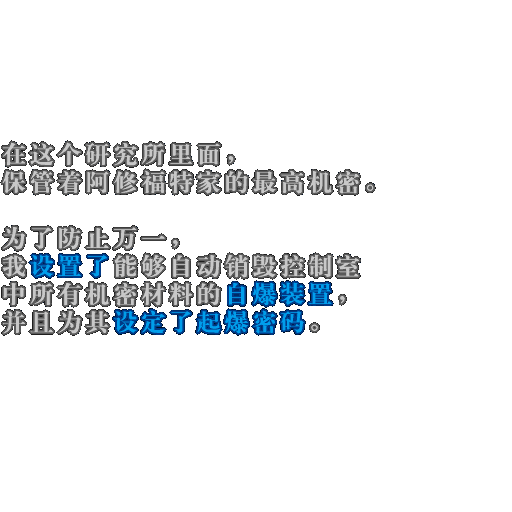 在这个研究所里面，
保管着阿修福特家的最高机密。
为了防止万一，
我设置了能够自动销毁控制室
中所有机密材料的自爆装置，
并且为其设定了起爆密码。